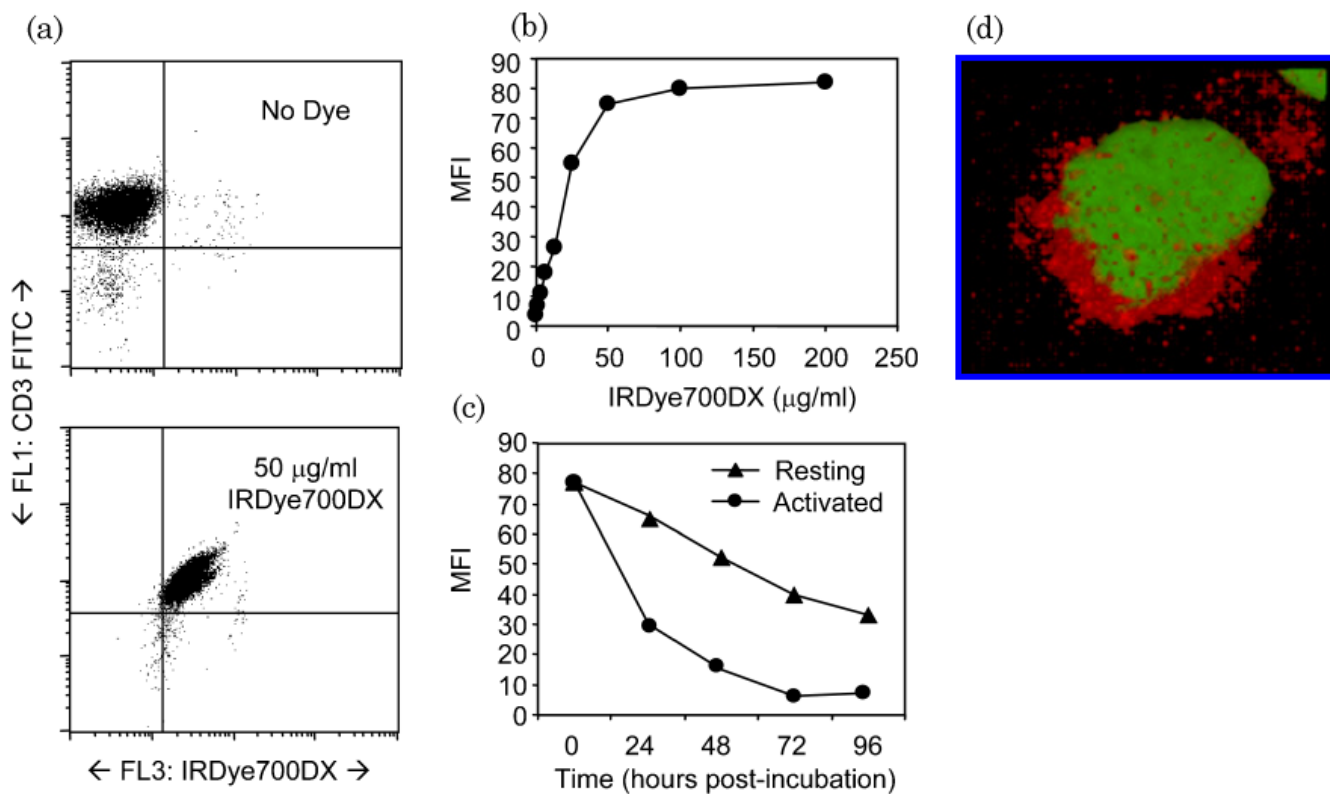 (a)
No Dye
50 μg/ml
IRDye700DX
← FL1: CD3 FITC →
← FL3: IRDye700DX →
(b)
90
80
70
60
50
40
30
20
10
0
MFI
0 50 100 150 200 250
IRDye700DX (μg/ml)
(c)
90
80
70
60
50
40
30
20
10
0
MFI
Resting
Activated
0 24 48 72 96
Time (hours post-incubation)
(d)